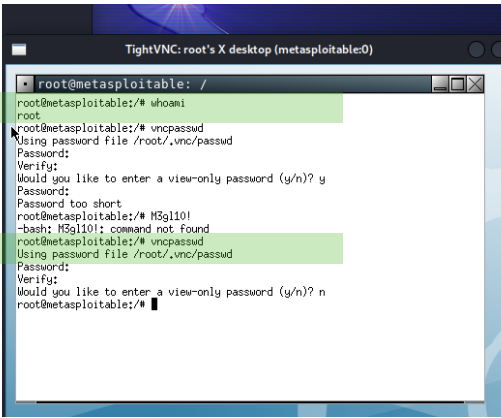 TightVNC: root's X desktop (metasploitable:0)
root@metasploitable: /
root@metasploitable:/# whoami
root
root@metasploitable:/# vncpasswd
Using password file /root/.vnc/passwd
Password:
Verify:
Would you like to enter a view-only password (y/n)? y
Password:
Password too short
root@metasploitable:/# M3gl10!
-bash: M3gl10!: command not found
root@metasploitable:/# vncpasswd
Using password file /root/.vnc/passwd
Password:
Verify:
Would you like to enter a view-only password (y/n)? n
root@metasploitable:/#